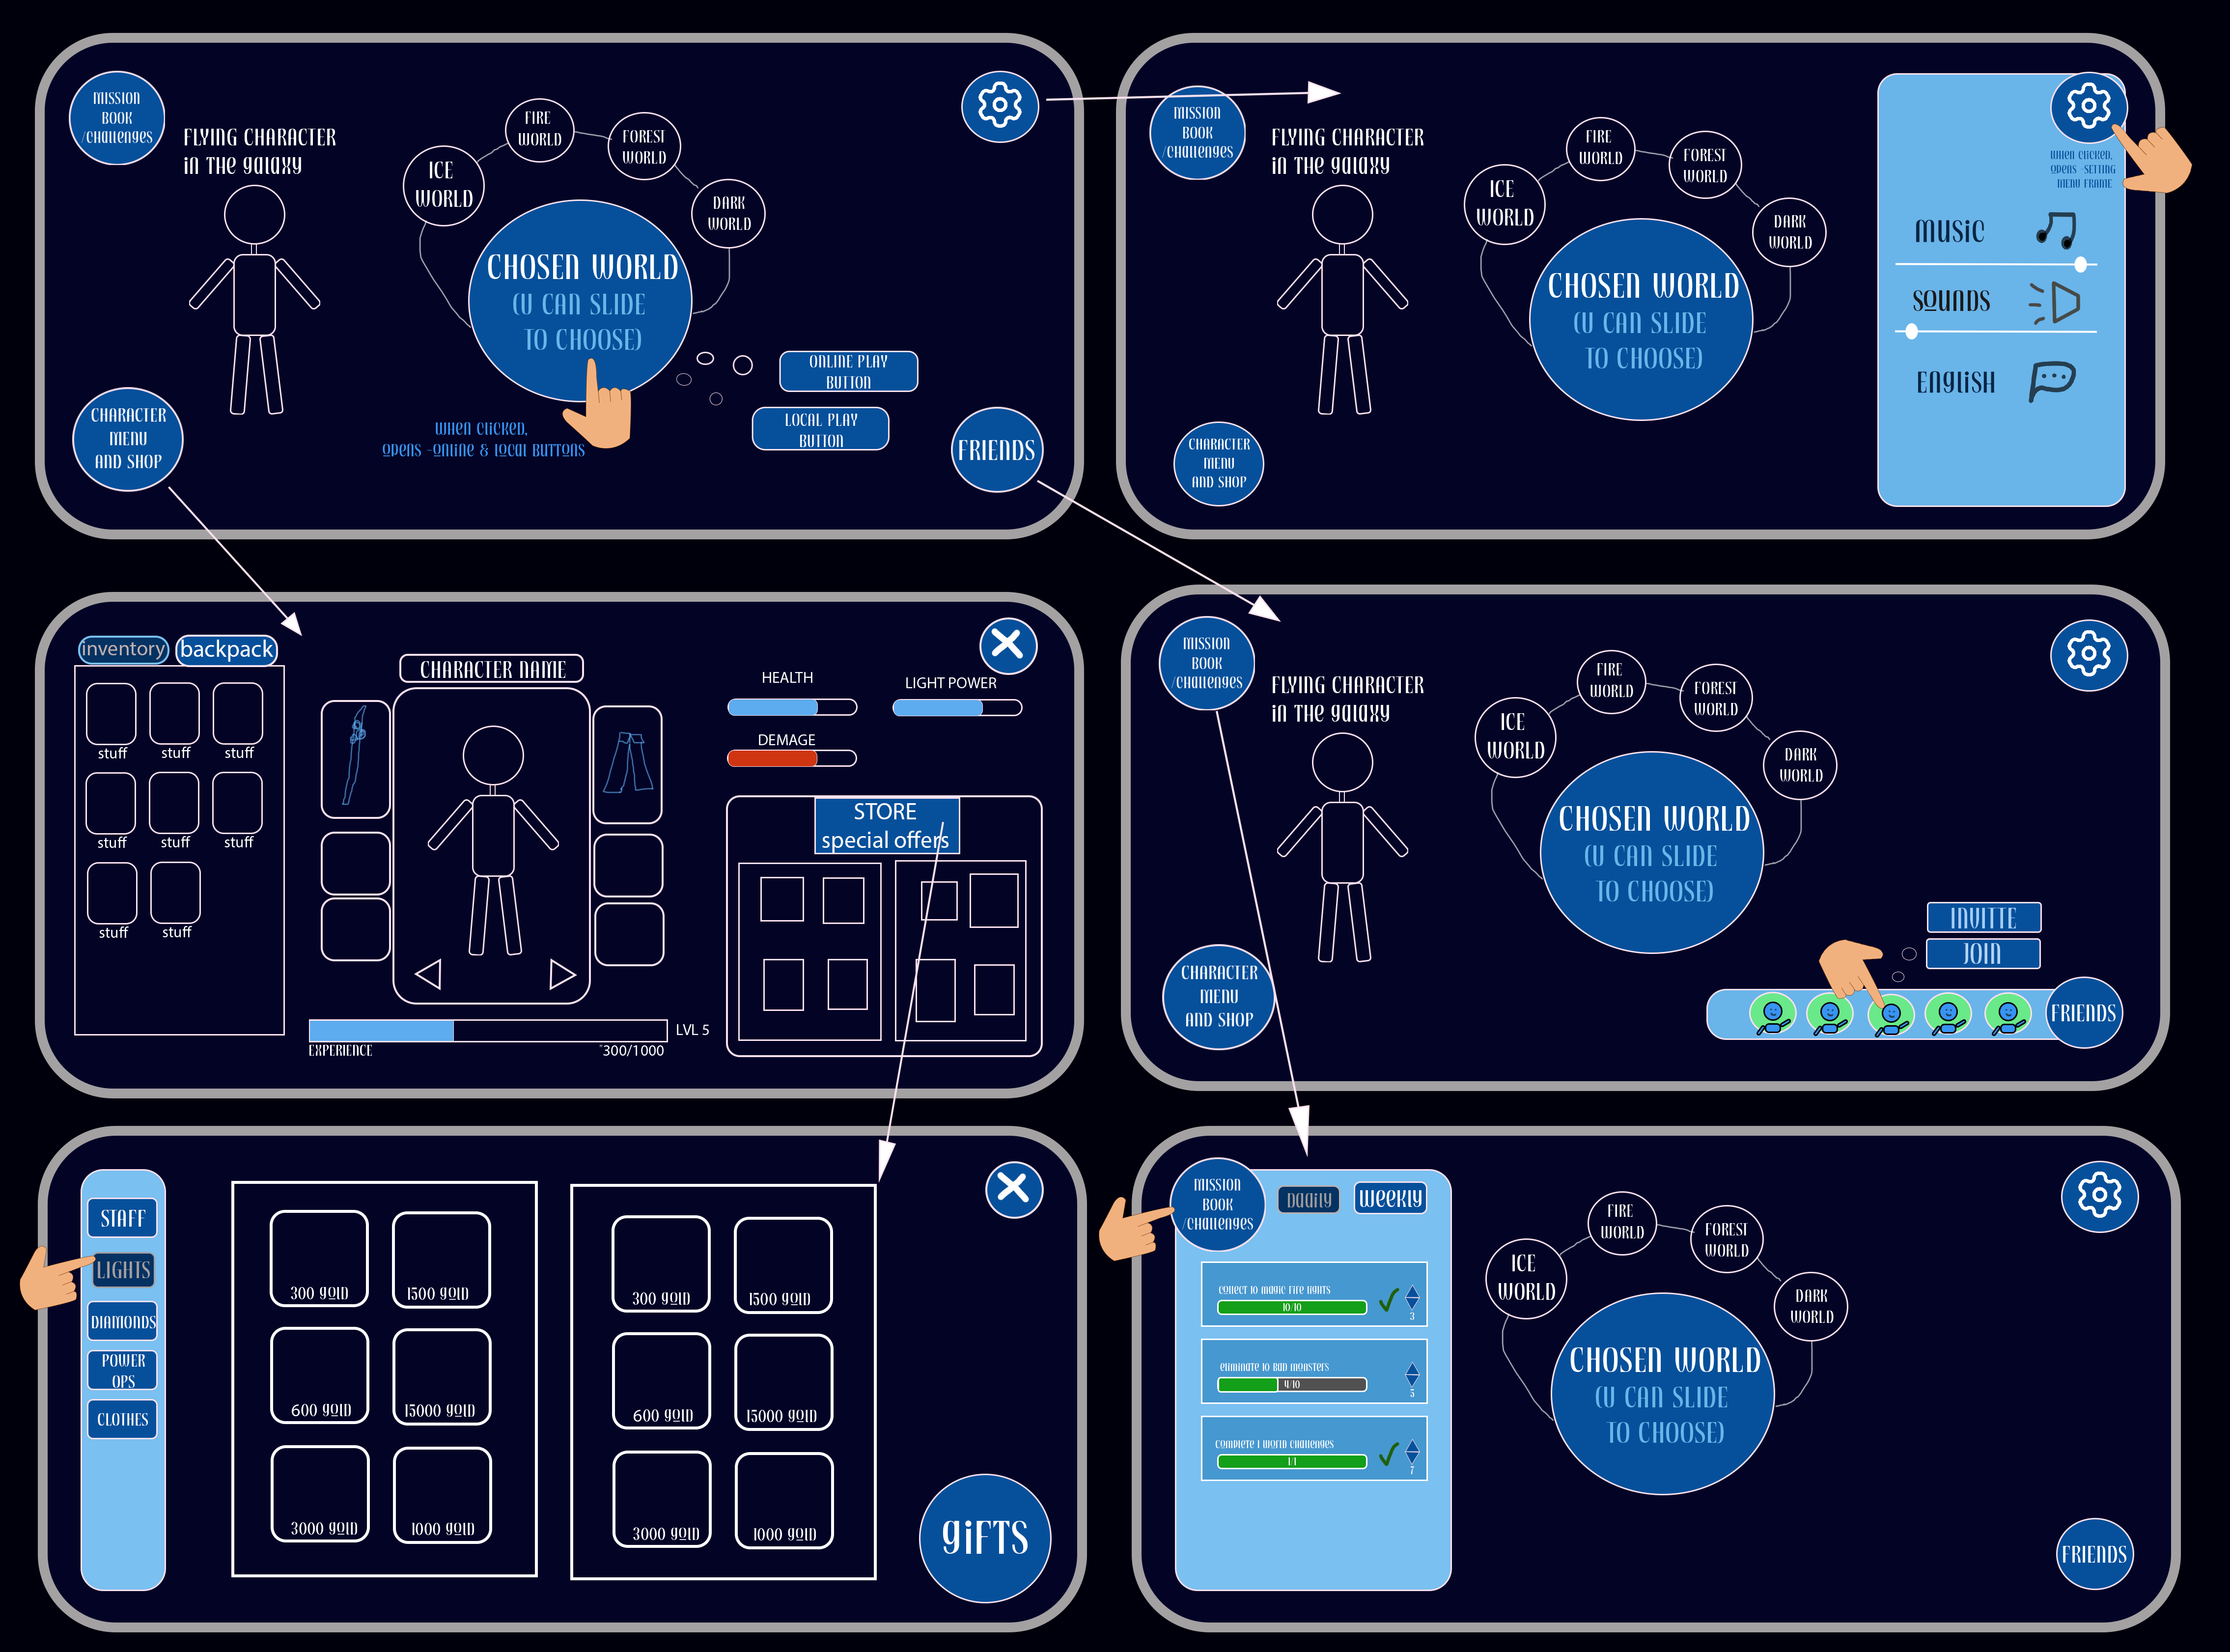 MISSION
BOOK
/CHallenges
FLYING CHARACTER
in THE galaxy
ICE
WORLD
FIRE
WORLD
FOREST
WORLD
DARK
WORLD
CHOSEN WORLD
(U CAN SLIDE
TO CHOOSE)
WHEN CliCKED,
OPENS -Online & lOCal BUTTONS
ONLINE PLAY
BUTTON
LOCAL PLAY
BUTTON
CHARACTER
MENU
AND SHOP
FRIENDS
MISSION
BOOK
/CHallenges
FLYING CHARACTER
in THE galaxy
ICE
WORLD
FIRE
WORLD
FOREST
WORLD
DARK
WORLD
CHOSEN WORLD
(U CAN SLIDE
TO CHOOSE)
CHARACTER
MENU
AND SHOP
WHEN CliCKED,
OPENS -SETTING
MENU FRAME
MUSiC
SOUNDS
ENgliSH
inventory
backpack
stuff
stuff
stuff
stuff
stuff
stuff
stuff
stuff
CHARACTER NAME
EXPERIENCE
300/1000
LVL 5
HEALTH
LIGHT POWER
DEMAGE
STORE
special offers
MISSION
BOOK
/CHallenges
FLYING CHARACTER
in THE galaxy
ICE
WORLD
FIRE
WORLD
FOREST
WORLD
DARK
WORLD
CHOSEN WORLD
(U CAN SLIDE
TO CHOOSE)
CHARACTER
MENU
AND SHOP
INVITTE
JOIN
FRIENDS
STAFF
LIGHTS
DIAMONDS
POWER
OPS
CLOTHES
300 gOlD
1500 gOlD
600 gOlD
15000 gOlD
3000 gOlD
1000 gOlD
300 gOlD
1500 gOlD
600 gOlD
15000 gOlD
3000 gOlD
1000 gOlD
giFTS
MISSION
BOOK
/CHallenges
Daaily
Weekly
COllECT 10 MagiC FiRE lights
10/10
3
Eliminate 10 BaD MONSTERS
4/10
5
COMPlETE 1 WORlD CHallengES
1/1
7
ICE
WORLD
FIRE
WORLD
FOREST
WORLD
DARK
WORLD
CHOSEN WORLD
(U CAN SLIDE
TO CHOOSE)
FRIENDS